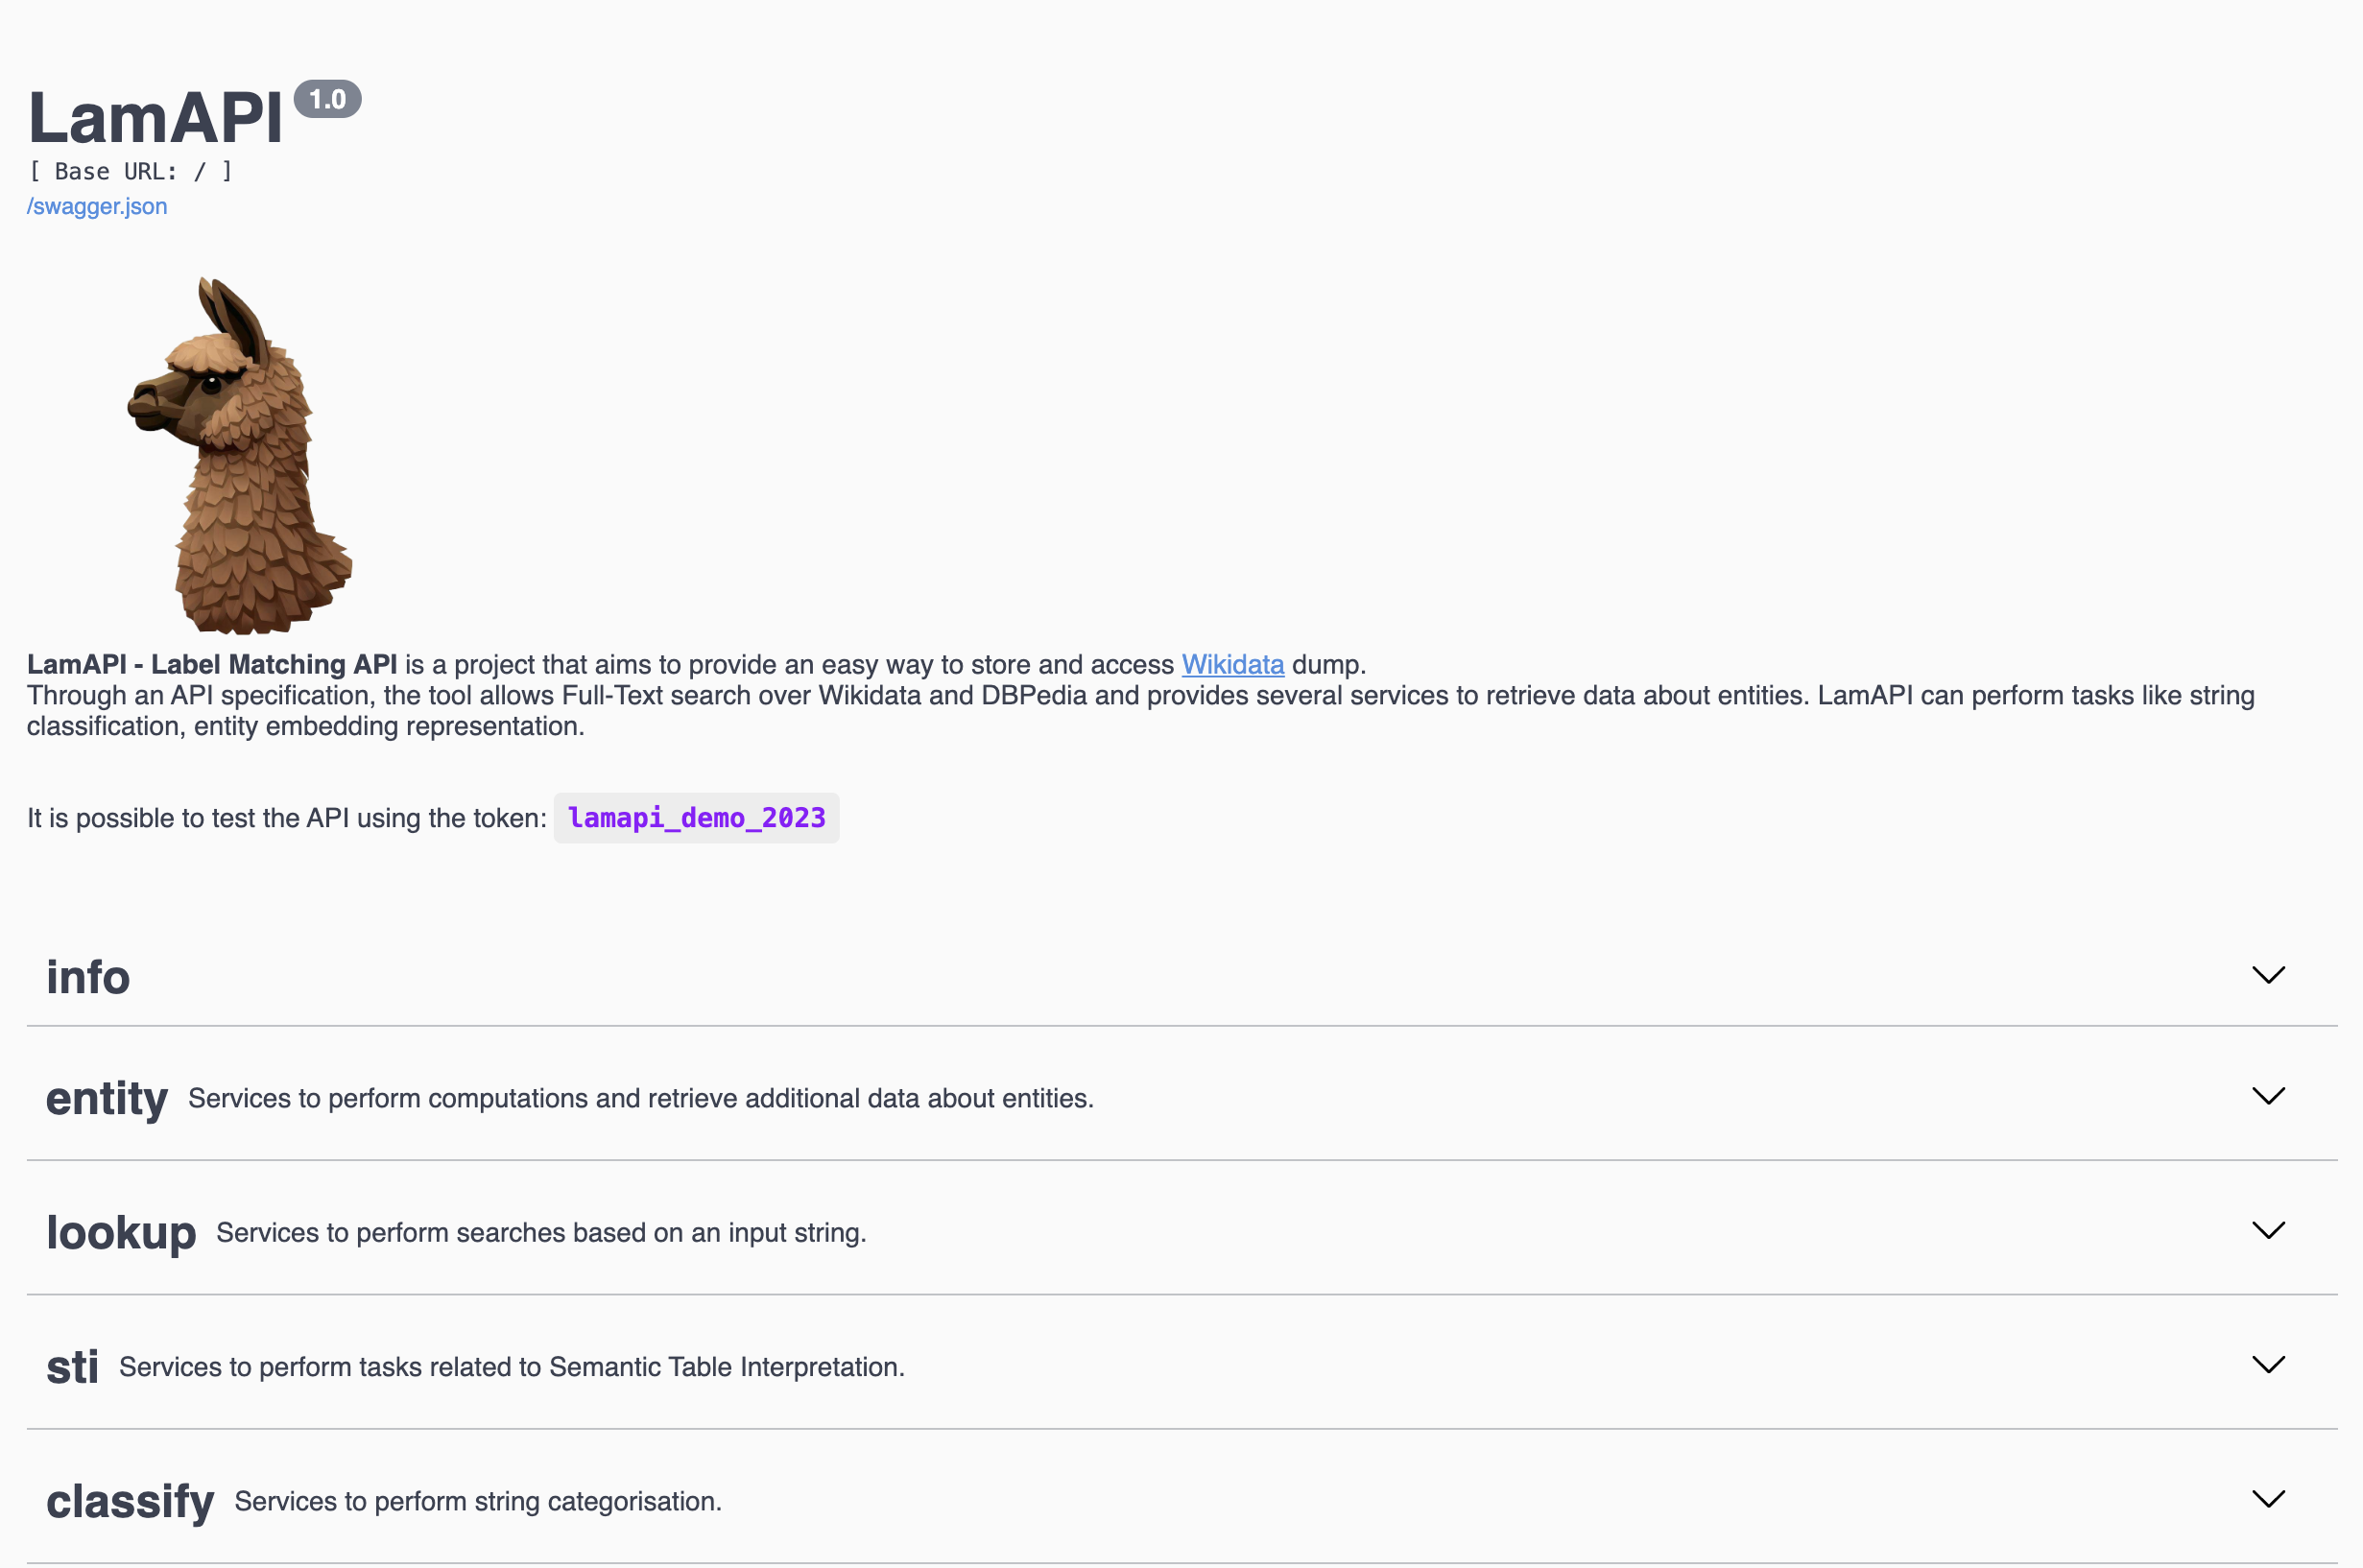 LamAPI 1.0
[ Base URL: / ]
/swagger.json
LamAPI - Label Matching API is a project that aims to provide an easy way to store and access Wikidata dump.
Through an API specification, the tool allows Full-Text search over Wikidata and DBPedia and provides several services to retrieve data about entities. LamAPI can perform tasks like string
classification, entity embedding representation.
It is possible to test the API using the token: lamapi_demo_2023
info
entity Services to perform computations and retrieve additional data about entities.
lookup Services to perform searches based on an input string.
sti Services to perform tasks related to Semantic Table Interpretation.
classify Services to perform string categorisation.